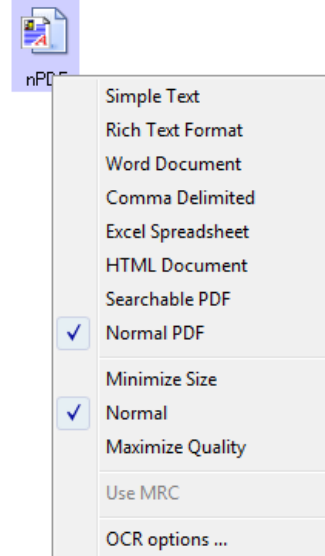 nPDF
Simple Text
Rich Text Format
Word Document
Comma Delimited
Excel Spreadsheet
HTML Document
Searchable PDF
Normal PDF
Minimize Size
Normal
Maximize Quality
Use MRC
OCR options ...